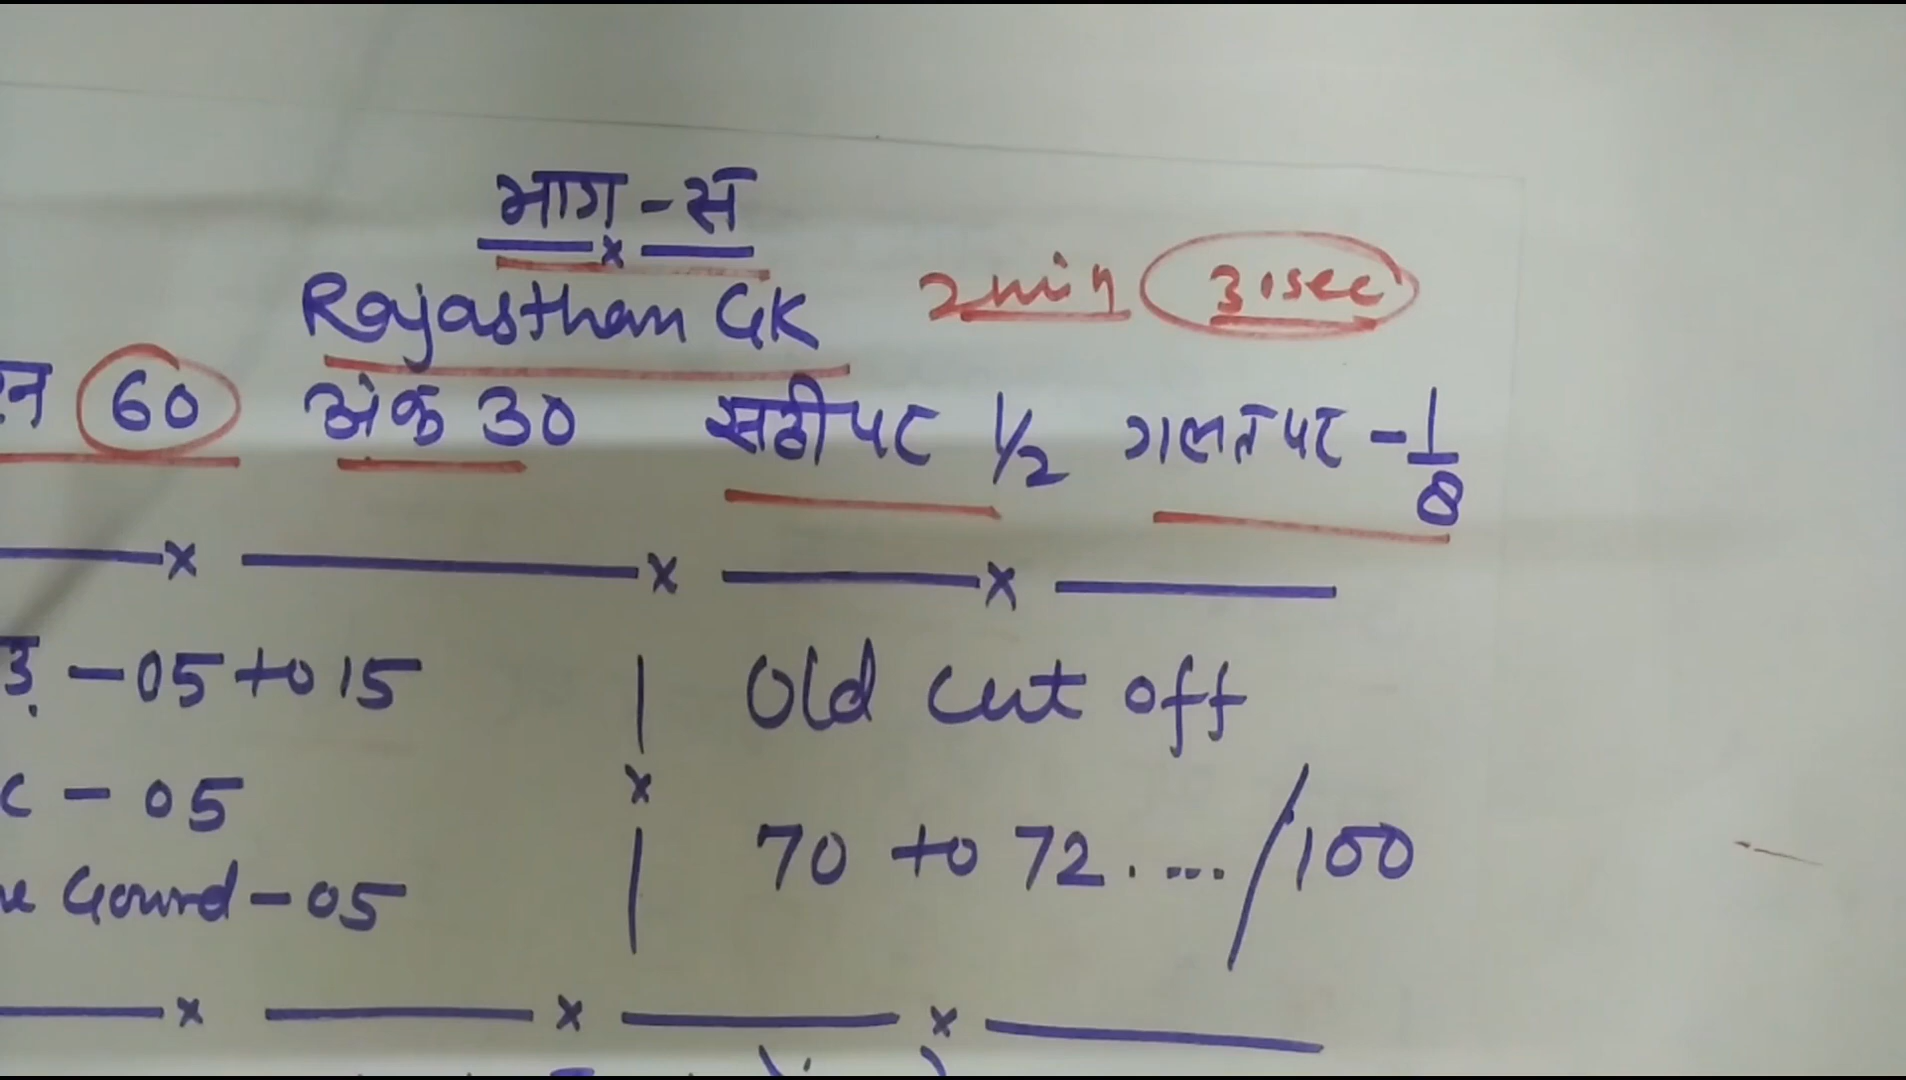 भाग - स
Rajasthan GK 2 min 30 sec
60 अंक 30 सही पर 1/2 गलत पर - 1/8
- 05 to 15
Old cut off
- 05
70 to 72. .... / 100
Gourd - 05